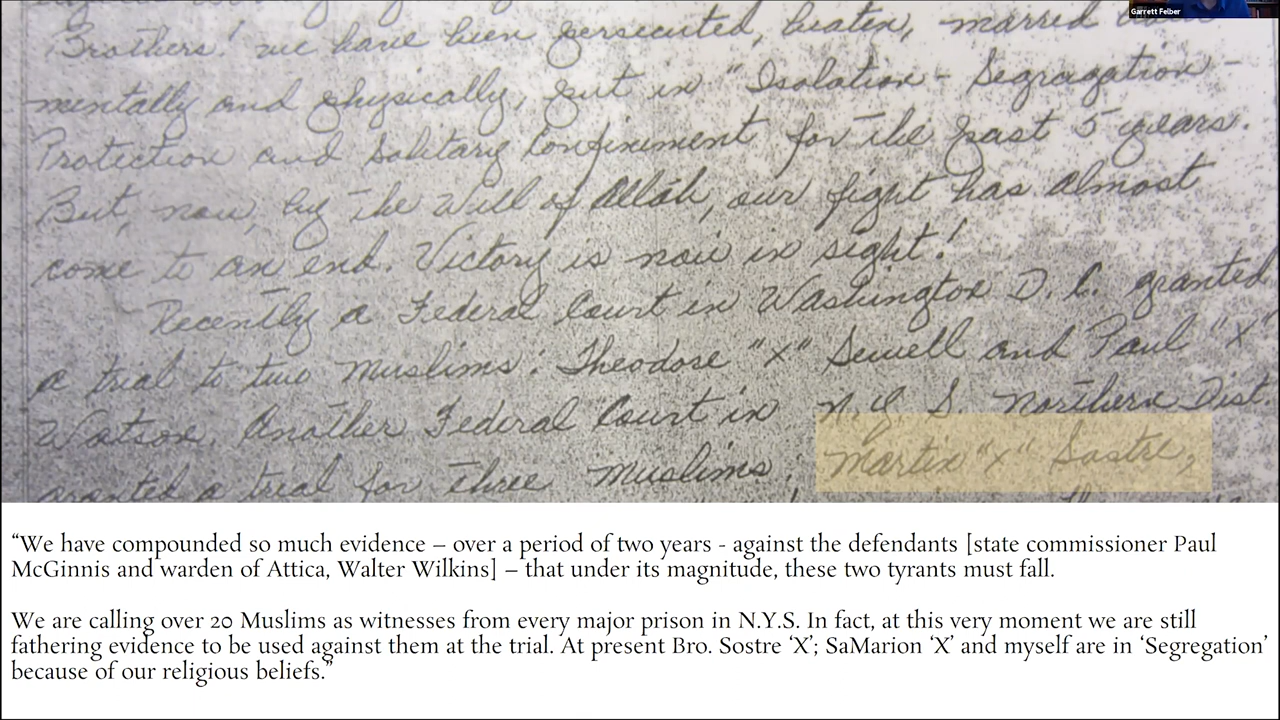 Garrett Felber
Brothers! we have been persecuted, beaten, marred both
mentally and physically, put in "Isolation - Segregation -
Protection and Solitary Confinement for the past 5 years.
But, now, by the Will of Allah, our fight has almost
come to an end. Victory is now in sight!
Recently a Federal Court in Washington D. C. granted
a trial to two Muslims: Theodore "X" Sewell and Paul "X"
Watson. Another Federal Court in N.Y. S. Northern Dist.
granted a trial for three Muslims: Martin "X" Sostre,
“We have compounded so much evidence – over a period of two years - against the defendants [state commissioner Paul
McGinnis and warden of Attica, Walter Wilkins] – that under its magnitude, these two tyrants must fall.
We are calling over 20 Muslims as witnesses from every major prison in N.Y.S. In fact, at this very moment we are still
fathering evidence to be used against them at the trial. At present Bro. Sostre ‘X’; SaMarion ‘X’ and myself are in ‘Segregation’
because of our religious beliefs.”